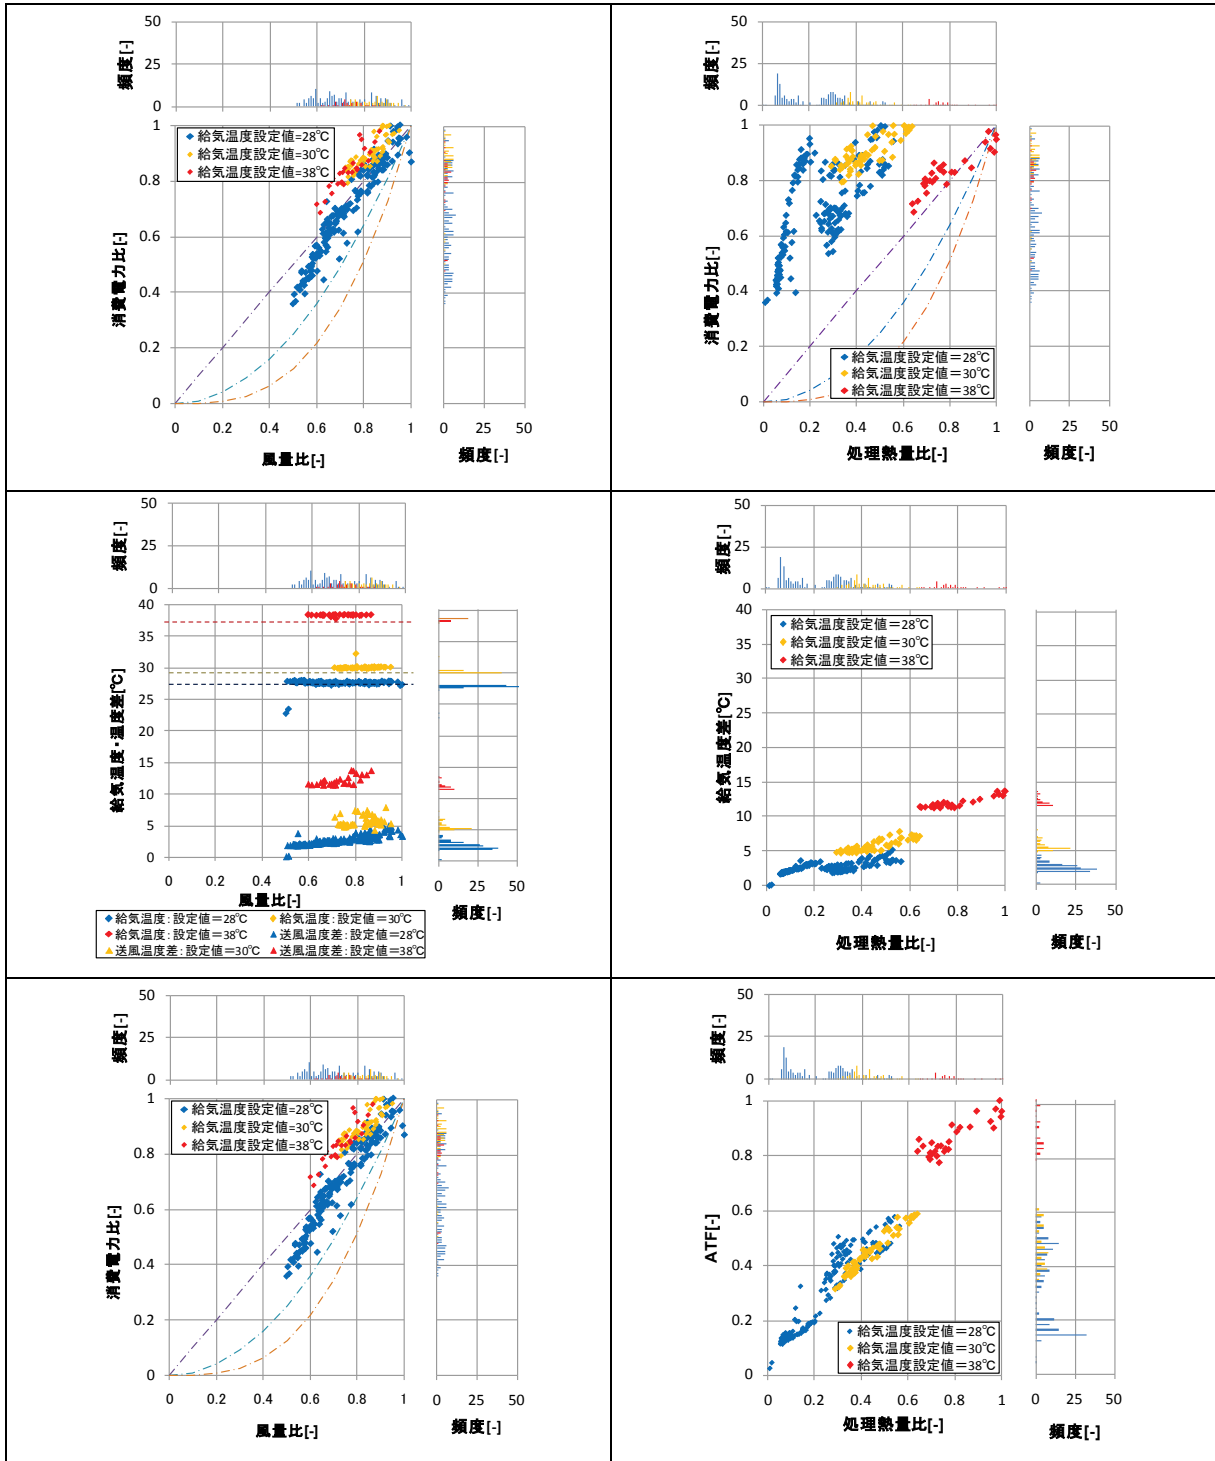 50
25
0
頻度[-]
1
0.8
0.6
0.4
0.2
0
消費電力比[-]
給気温度設定値=28℃
給気温度設定値=30℃
給気温度設定値=38℃
0 0.2 0.4 0.6 0.8 1
風量比[-]
0 25 50
頻度[-]
50
25
0
頻度[-]
1
0.8
0.6
0.4
0.2
0
消費電力比[-]
給気温度設定値＝28℃
給気温度設定値＝30℃
給気温度設定値＝38℃
0 0.2 0.4 0.6 0.8 1
処理熱量比[-]
0 25 50
頻度[-]
50
25
0
頻度[-]
0 0.2 0.4 0.6 0.8 1
40
35
30
25
20
15
10
5
0
給気温度・温度差[℃]
0 0.2 0.4 0.6 0.8 1
風量比[-]
0 25 50
頻度[-]
給気温度：設定値＝28℃ 給気温度：設定値＝30℃
給気温度：設定値＝38℃ 送風温度差：設定値＝28℃
送風温度差：設定値＝30℃ 送風温度差：設定値＝38℃
50
25
0
頻度[-]
40
35
30
25
20
15
10
5
0
給気温度差[℃]
給気温度設定値＝28℃
給気温度設定値＝30℃
給気温度設定値＝38℃
0 0.2 0.4 0.6 0.8 1
処理熱量比[-]
0 25 50
頻度[-]
50
25
0
頻度[-]
1
0.8
0.6
0.4
0.2
0
消費電力比[-]
給気温度設定値=28℃
給気温度設定値=30℃
給気温度設定値=38℃
0 0.2 0.4 0.6 0.8 1
風量比[-]
0 25 50
頻度[-]
50
25
0
頻度[-]
1
0.8
0.6
0.4
0.2
0
ATF[-]
給気温度設定値＝28℃
給気温度設定値＝30℃
給気温度設定値＝38℃
0 0.2 0.4 0.6 0.8 1
処理熱量比[-]
0 25 50
頻度[-]